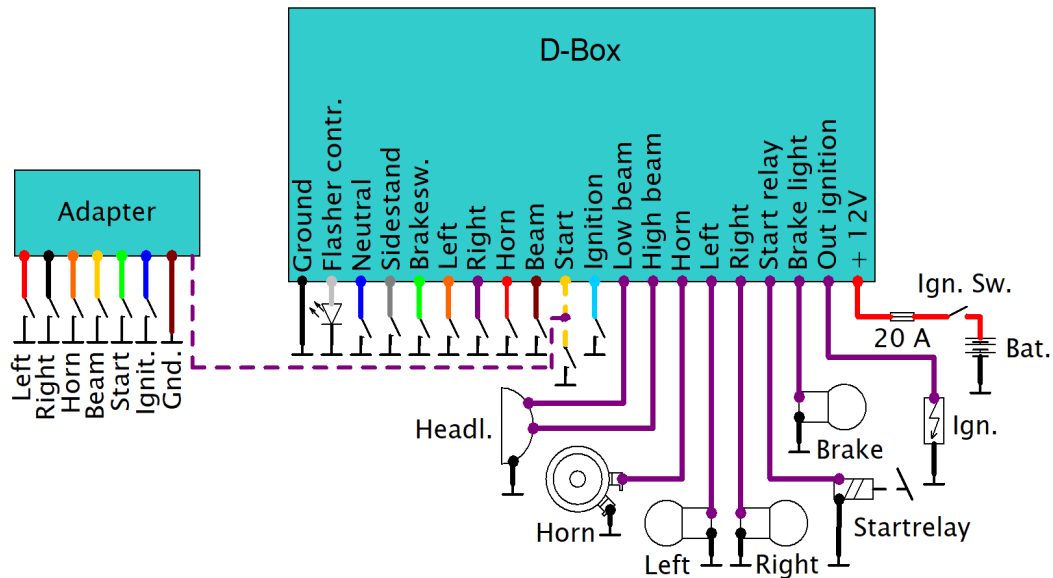 D-Box
Ground
Flasher contr.
Neutral
Sidestand
Brakesw.
Left
Right
Horn
Beam
Start
Ignition
Low beam
High beam
Horn
Left
Right
Start relay
Brake light
Out ignition
+ 12V
Adapter
Left
Right
Horn
Beam
Start
Ignit.
Gnd.
Ign. Sw.
20 A
Bat.
Headl.
Brake
Ign.
Horn
Left
Right
Startrelay